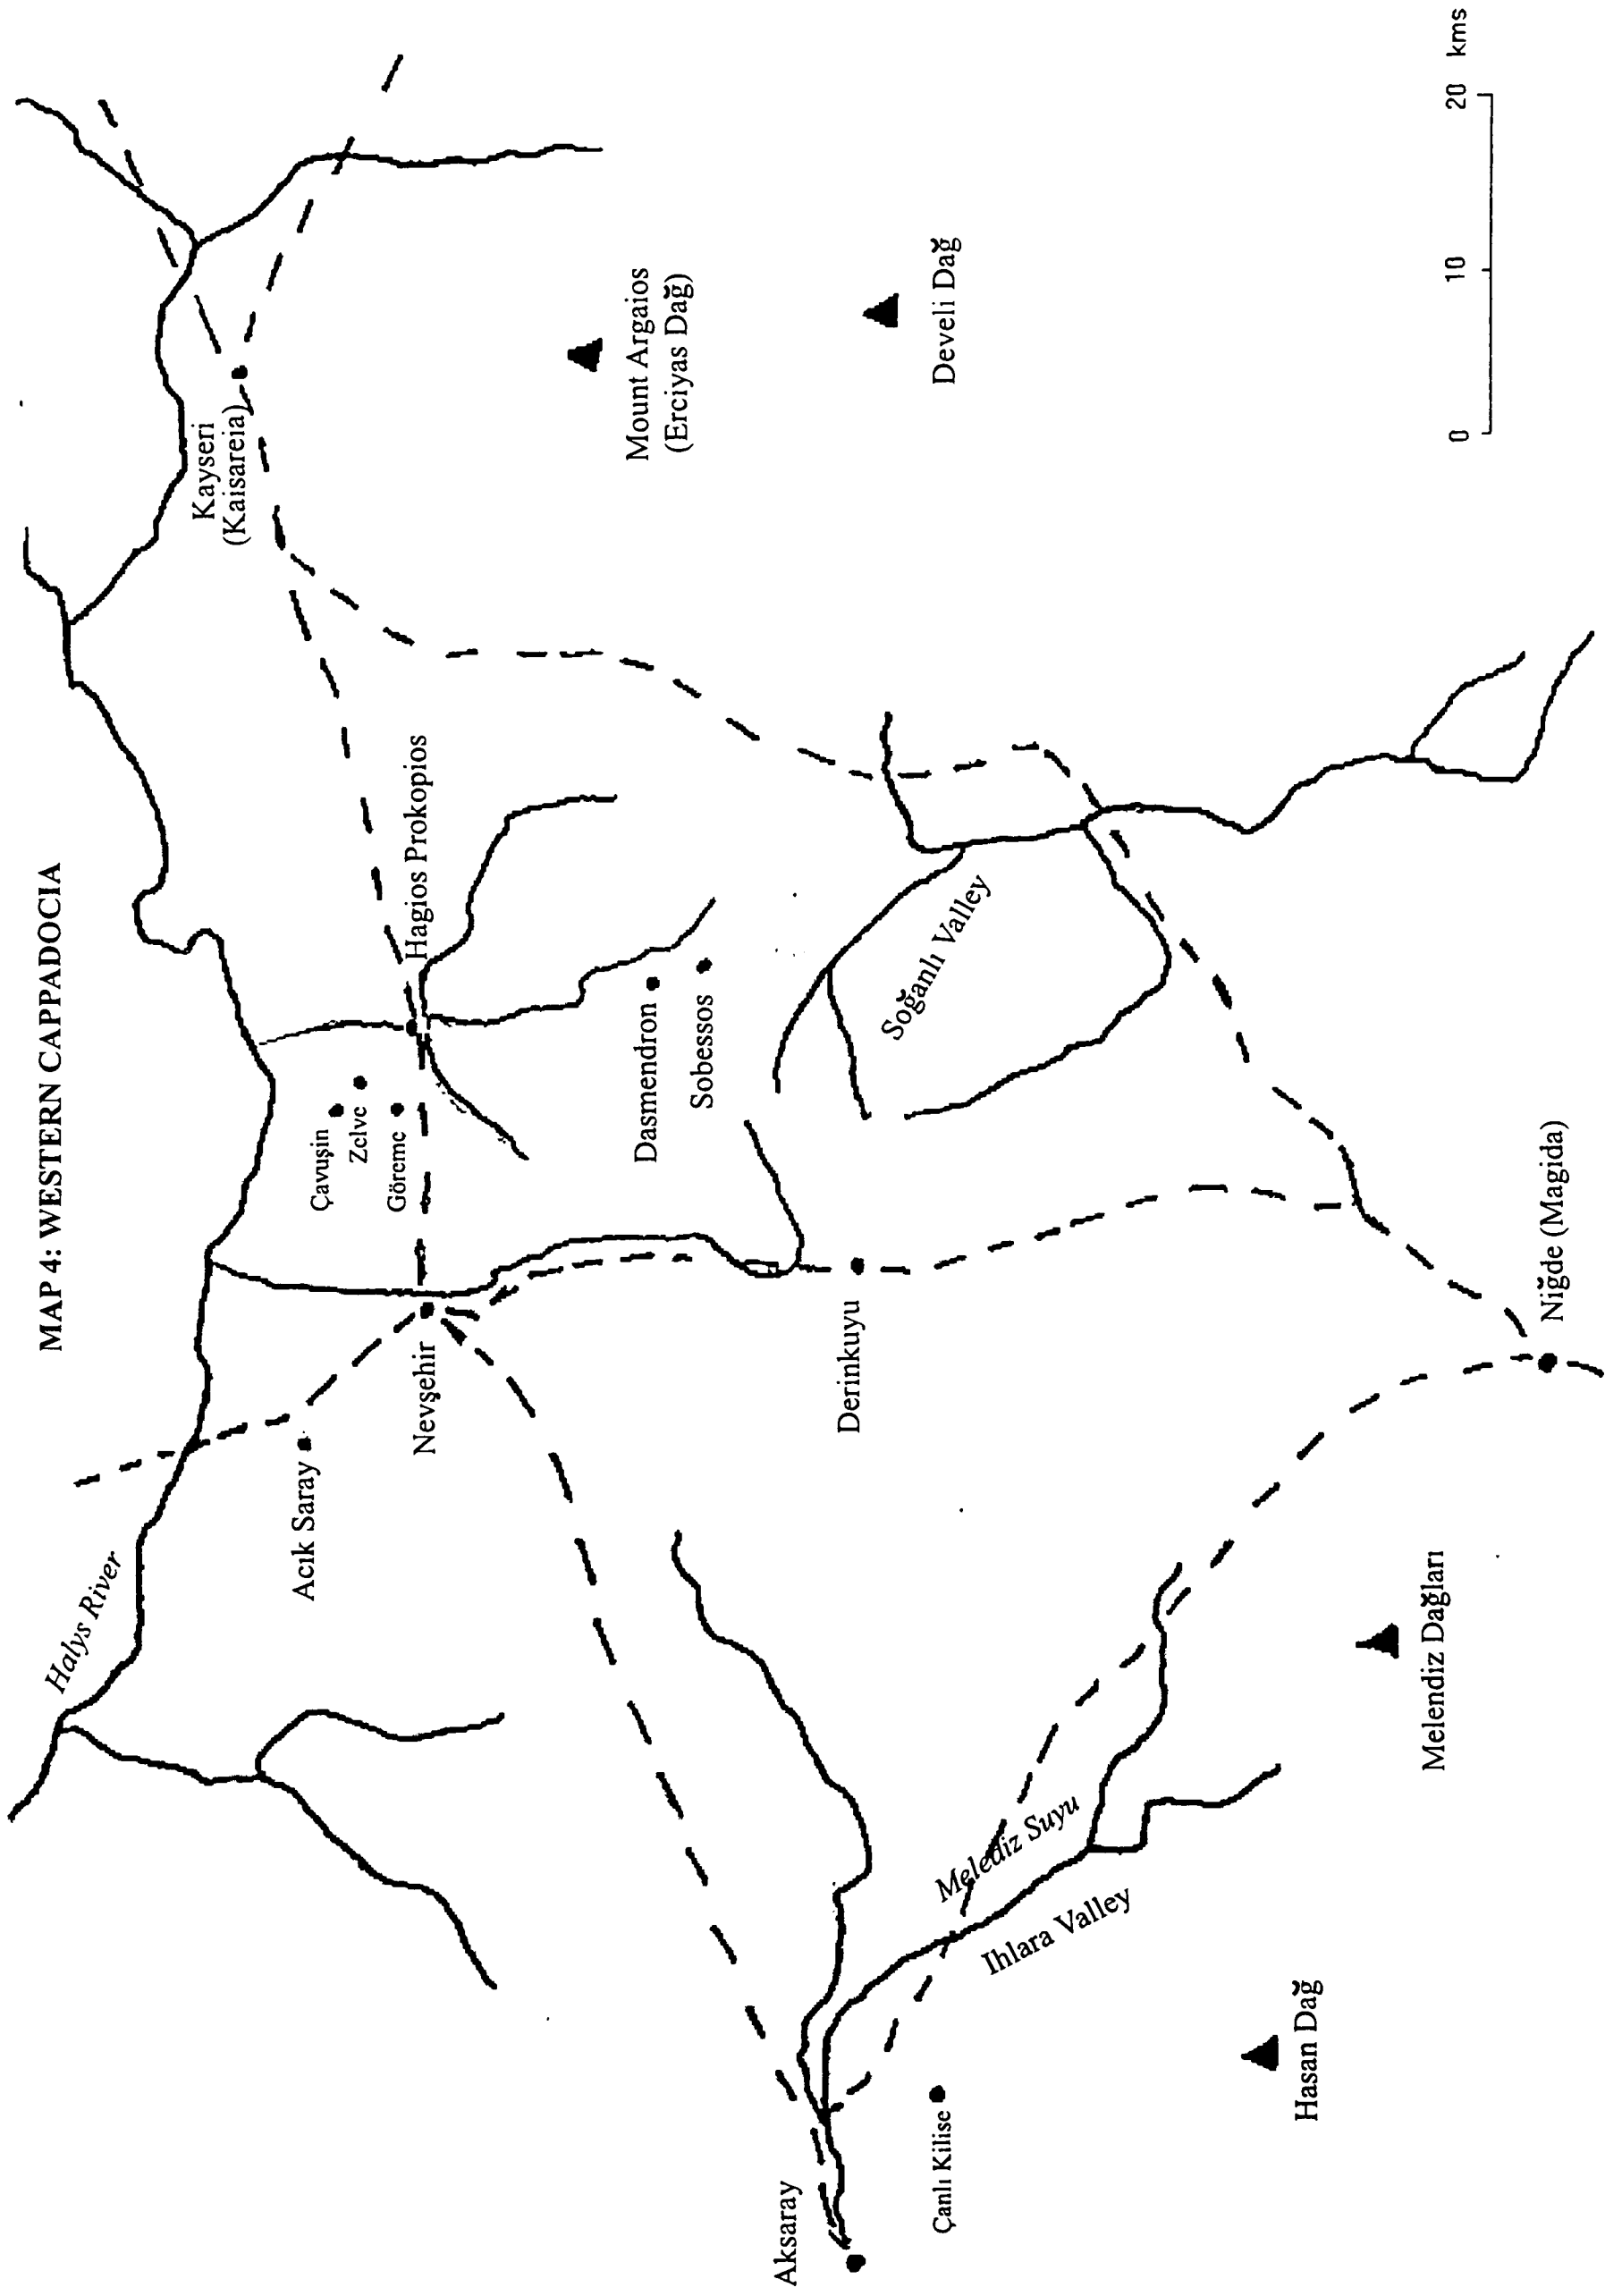 MAP 4: WESTERN CAPPADOCIA
Halys River
Kayseri
(Kaisareia)
Acık Saray
Çavuşin
Zelve
Göreme
Nevşehir
Hagios Prokopios
Mount Argaios
(Erciyas Dağ)
Dasmendron
Sobessos
Aksaray
Derinkuyu
Soğanlı Valley
Develi Dağ
Çanlı Kilise
Melediz Suyu
Ihlara Valley
Hasan Dağ
Melendiz Dağları
Niğde (Magida)
0 10 20 kms